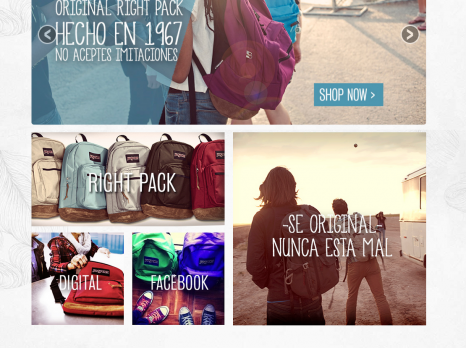 ORIGINAL RIGHT PACK
HECHO EN 1967
NO ACEPTES IMITACIONES
SHOP NOW >
RIGHT PACK
-SE ORIGINAL-
NUNCA ESTA MAL
DIGITAL
FACEBOOK